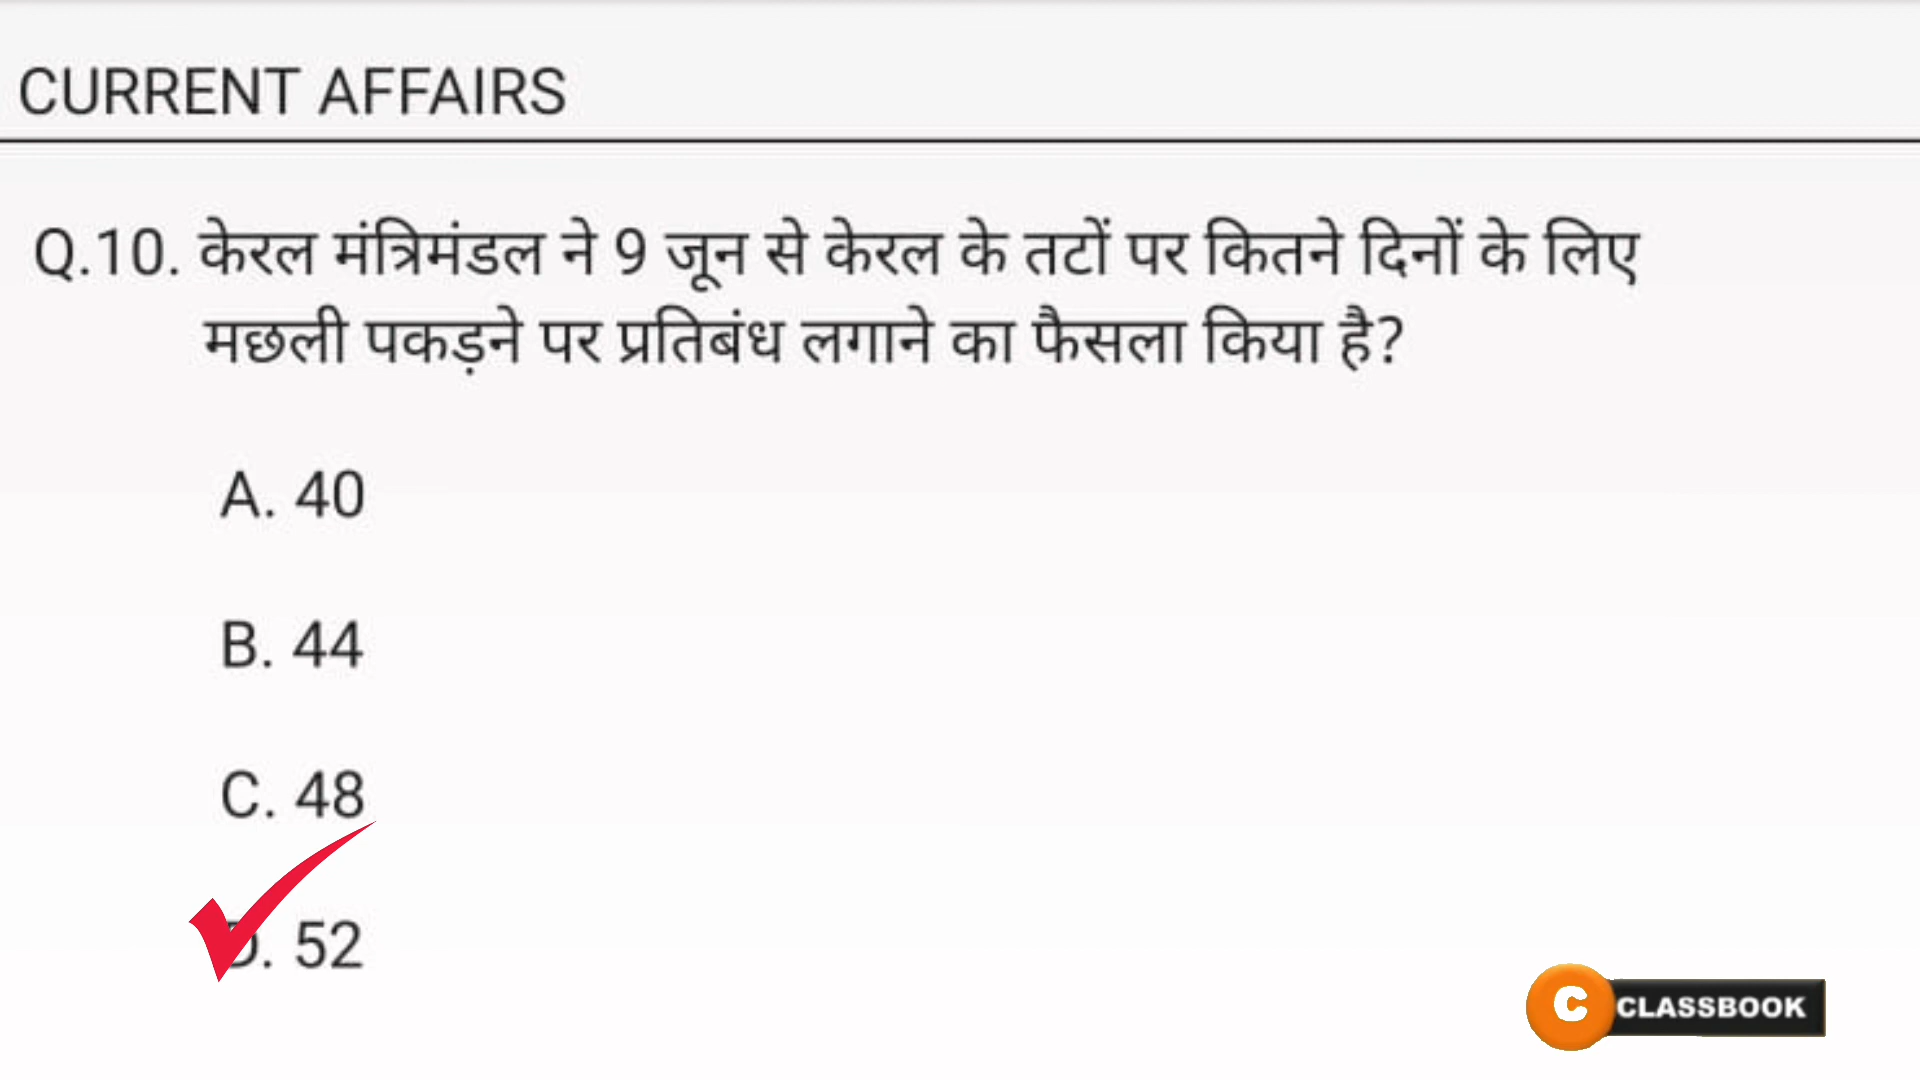 CURRENT AFFAIRS
Q.10. केरल मंत्रिमंडल ने 9 जून से केरल के तटों पर कितने दिनों के लिए
मछली पकड़ने पर प्रतिबंध लगाने का फैसला किया है?
A. 40
B. 44
C. 48
D. 52
C CLASSBOOK